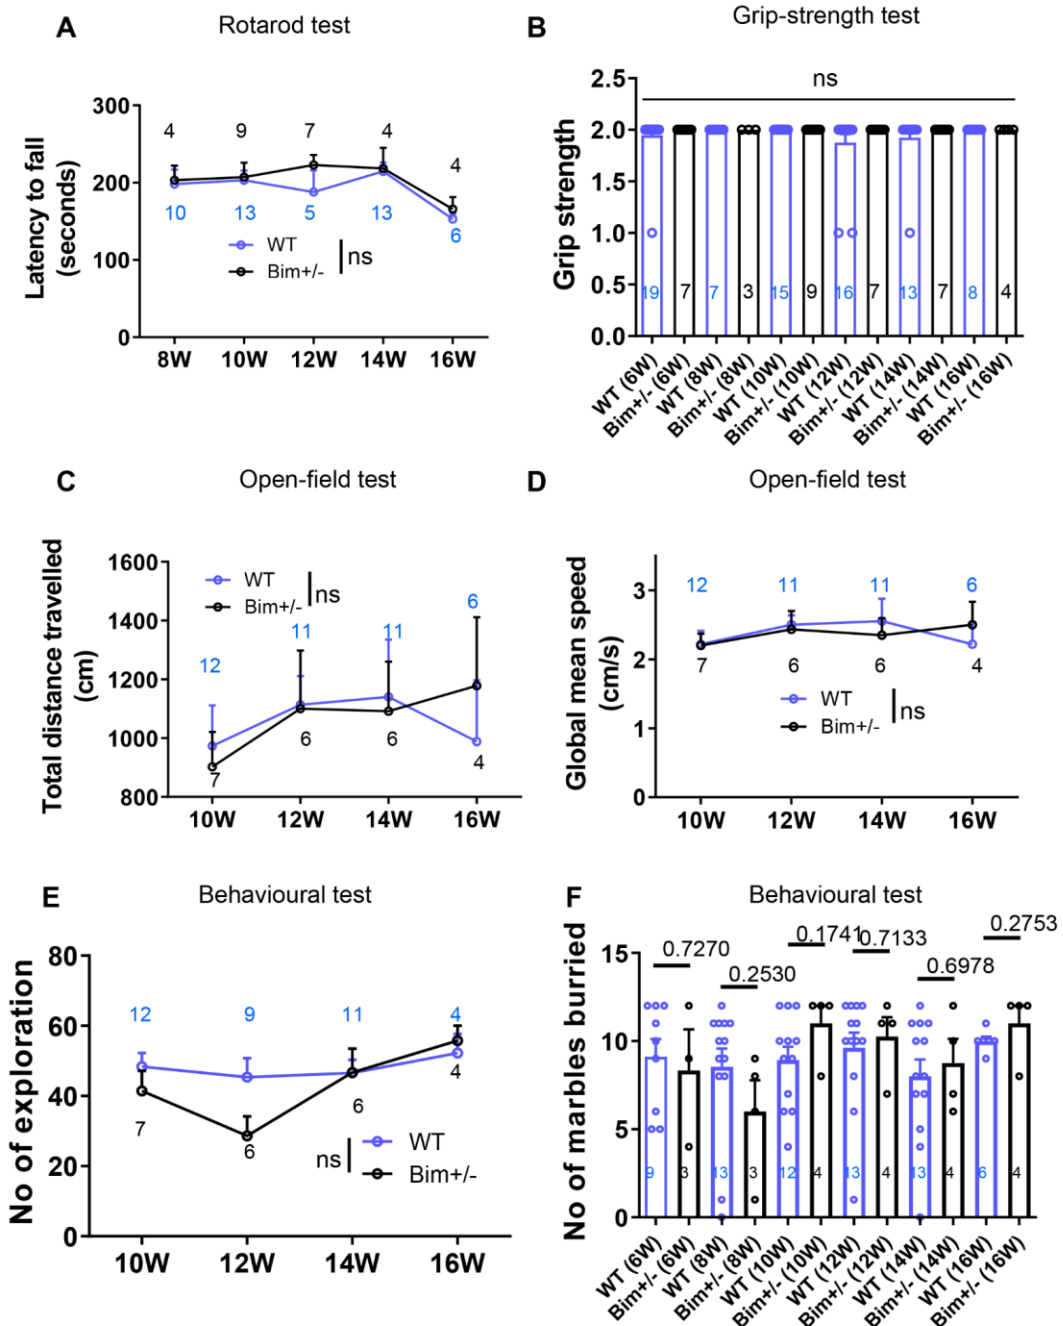 A
Rotarod test
Latency to fall
(seconds)
300
200
100
0
4
9
7
4
4
10
13
5
13
6
WT
Bim+/-
ns
8W
10W
12W
14W
16W
B
Grip-strength test
ns
Grip strength
2.5
2.0
1.5
1.0
0.5
0.0
19
7
7
3
15
9
16
7
13
7
8
4
WT (6W)
Bim+/- (6W)
WT (8W)
Bim+/- (8W)
WT (10W)
Bim+/- (10W)
WT (12W)
Bim+/- (12W)
WT (14W)
Bim+/- (14W)
WT (16W)
Bim+/- (16W)
C
Open-field test
Total distance travelled
(cm)
1600
1400
1200
1000
800
WT
Bim+/-
ns
12
11
11
6
7
6
6
4
10W
12W
14W
16W
D
Open-field test
Global mean speed
(cm/s)
3
2
1
0
12
11
11
6
7
6
6
4
WT
Bim+/-
ns
10W
12W
14W
16W
E
Behavioural test
No of exploration
80
60
40
20
0
12
9
11
4
7
6
6
4
ns
WT
Bim+/-
10W
12W
14W
16W
F
Behavioural test
No of marbles burried
15
10
5
0
0.7270
0.2530
0.1741
0.7133
0.6978
0.2753
9
3
13
3
12
4
13
4
13
4
6
4
WT (6W)
Bim+/- (6W)
WT (8W)
Bim+/- (8W)
WT (10W)
Bim+/- (10W)
WT (12W)
Bim+/- (12W)
WT (14W)
Bim+/- (14W)
WT (16W)
Bim+/- (16W)